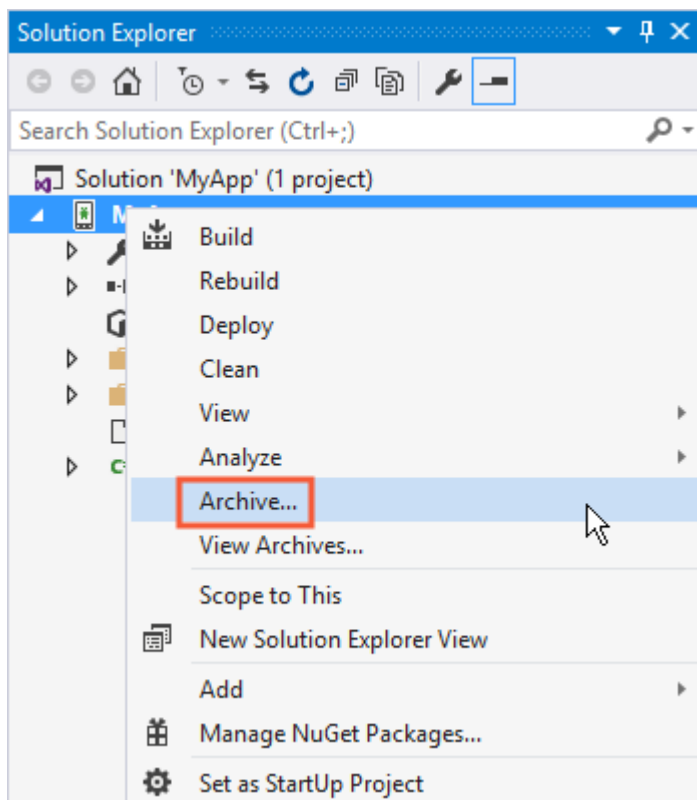 Solution Explorer
Search Solution Explorer (Ctrl+;)
Solution 'MyApp' (1 project)
Build
Rebuild
Deploy
Clean
View
Analyze
Archive...
View Archives...
Scope to This
New Solution Explorer View
Add
Manage NuGet Packages...
Set as StartUp Project